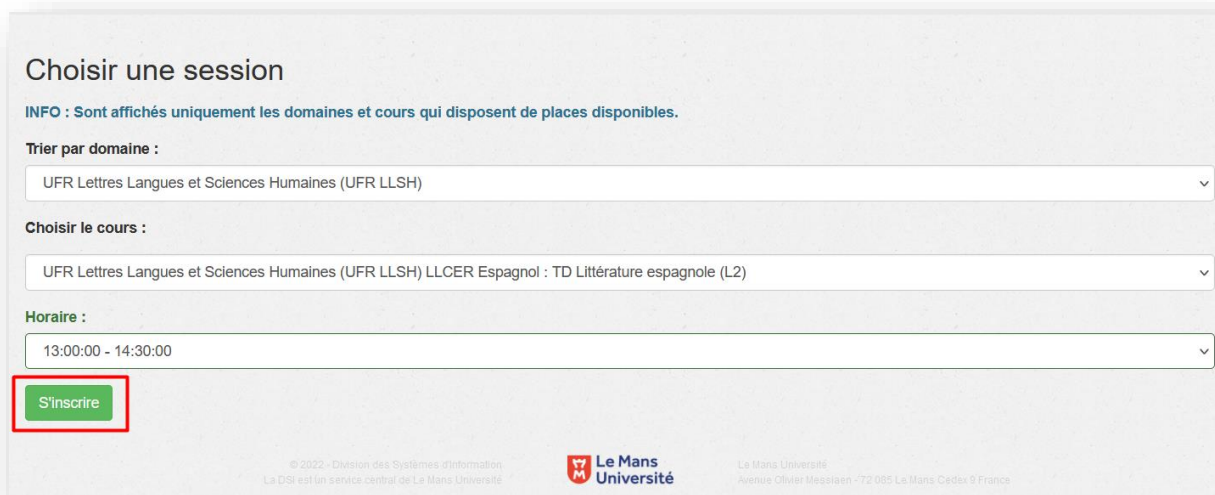 Choisir une session
INFO : Sont affichés uniquement les domaines et cours qui disposent de places disponibles.
Trier par domaine :
UFR Lettres Langues et Sciences Humaines (UFR LLSH)
Choisir le cours :
UFR Lettres Langues et Sciences Humaines (UFR LLSH) LLCER Espagnol : TD Littérature espagnole (L2)
Horaire :
13:00:00 - 14:30:00
S'inscrire
© 2022 - Division des Systèmes d'Information
La DSI est un service central de Le Mans Université
Le Mans
Université
Le Mans Université
Avenue Olivier Messiaen - 72 085 Le Mans Cedex 9 France